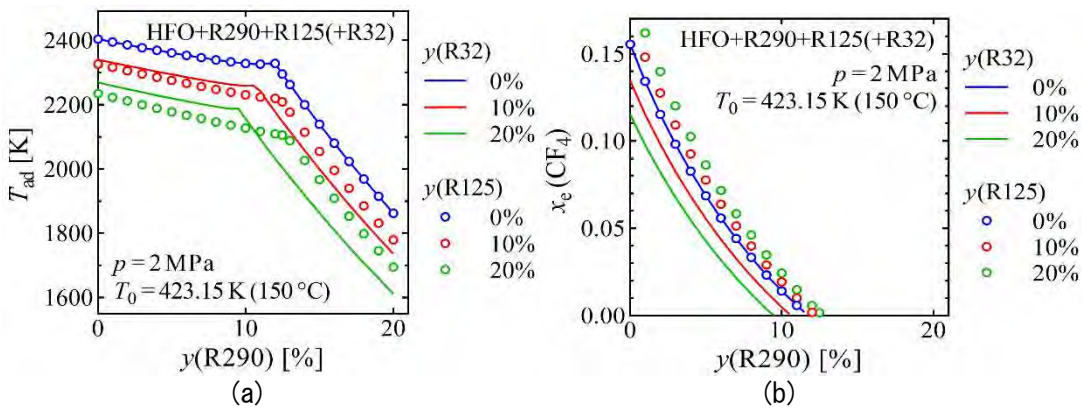 HFO+R290+R125(+R32)
2400
2200
2000
1800
1600
T_ad [K]
p = 2 MPa
T_0 = 423.15 K (150 °C)
0
10
20
y(R290) [%]
y(R32)
0%
10%
20%
y(R125)
0%
10%
20%
(a)
HFO+R290+R125(+R32)
p = 2 MPa
T_0 = 423.15 K (150 °C)
0.15
0.10
0.05
0.00
x_e (CF_4)
0
10
20
y(R290) [%]
y(R32)
0%
10%
20%
y(R125)
0%
10%
20%
(b)